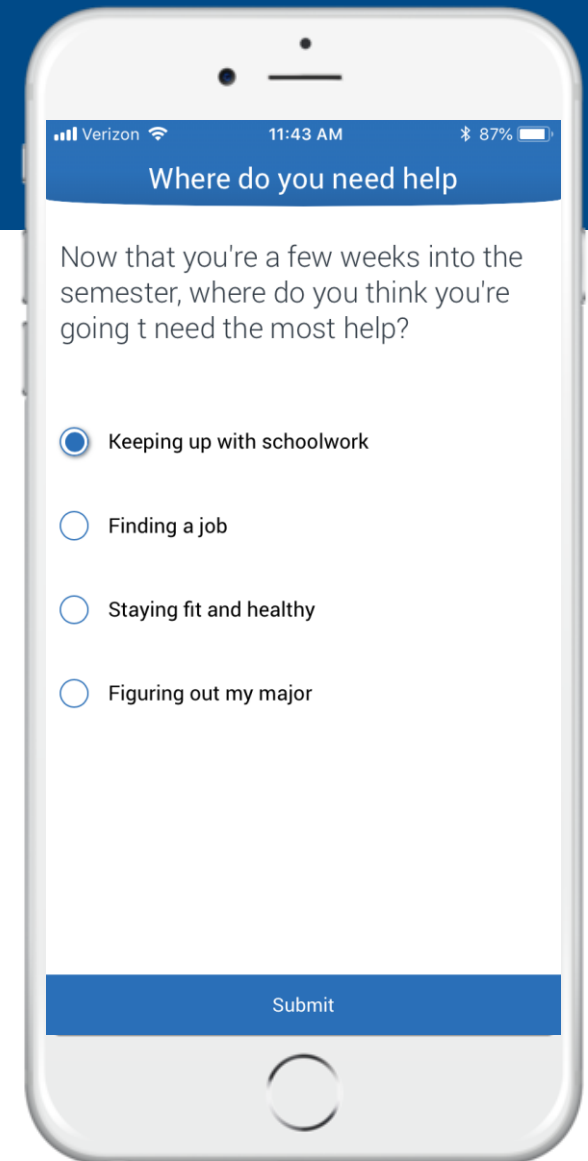 Verizon 11:43 AM 87%
Where do you need help
Now that you're a few weeks into the
semester, where do you think you're
going t need the most help?
Keeping up with schoolwork
Finding a job
Staying fit and healthy
Figuring out my major
Submit